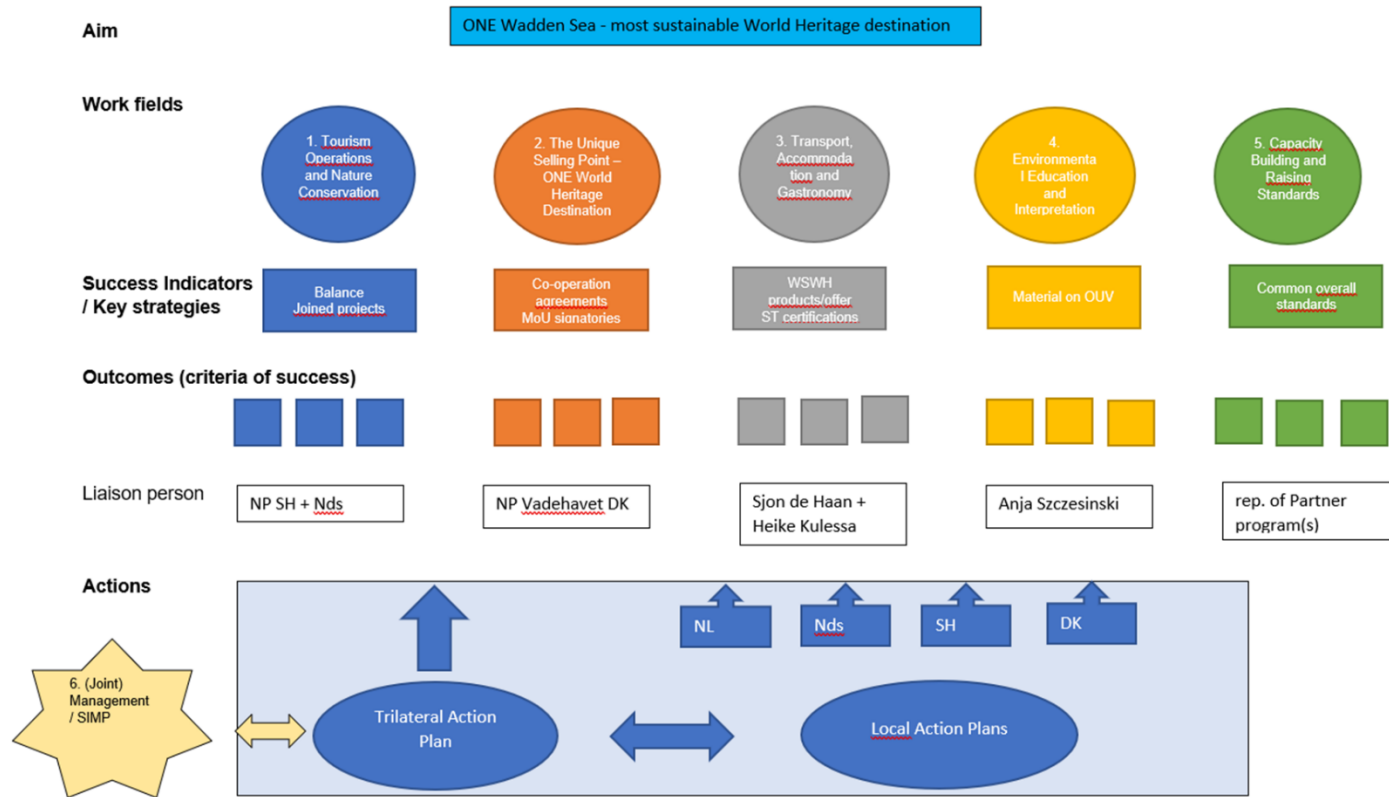 Aim
ONE Wadden Sea - most sustainable World Heritage destination
Work fields
1. Tourism
Operations
and Nature
Conservation
2. The Unique
Selling Point –
ONE World
Heritage
Destination
3. Transport,
Accommoda
tion and
Gastronomy
4.
Environmenta
l Education
and
Interpretation
5. Capacity
Building and
Raising
Standards
Success Indicators
/ Key strategies
Balance
Joined projects
Co-operation
agreements
MoU signatories
WSWH
products/offer
ST certifications
Material on OUV
Common overall
standards
Outcomes (criteria of success)
Liaison person
NP SH + Nds
NP Vadehavet DK
Sjon de Haan +
Heike Kulessa
Anja Szczesinski
rep. of Partner
program(s)
Actions
NL
Nds
SH
DK
6. (Joint)
Management
/ SIMP
Trilateral Action
Plan
Local Action Plans